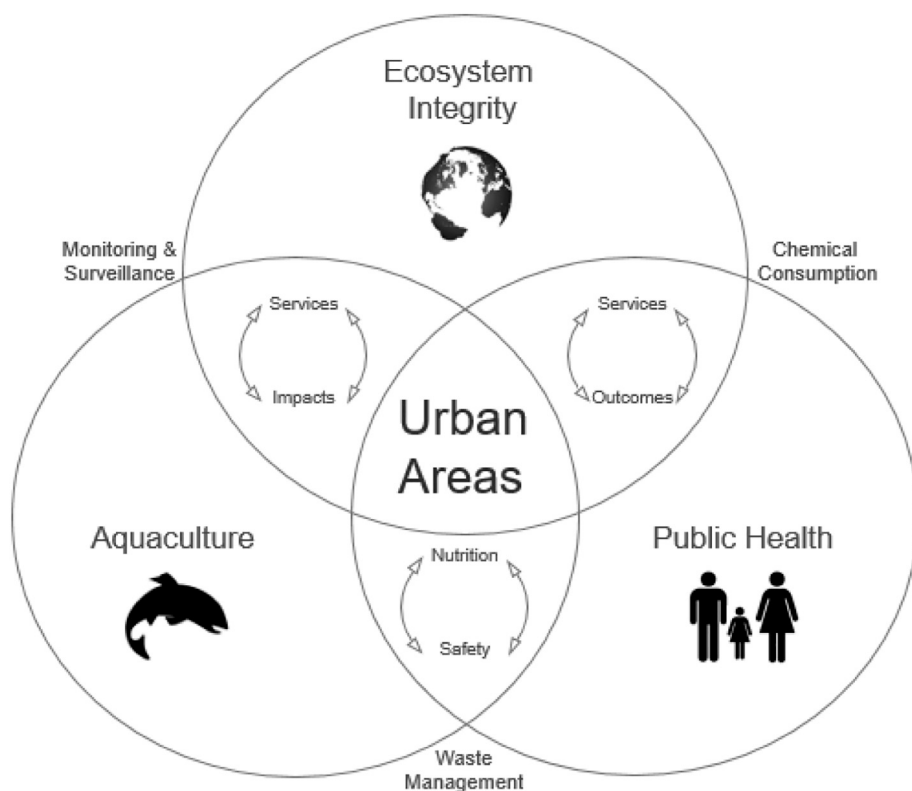 Ecosystem
Integrity
Monitoring &
Surveillance
Chemical
Consumption
Services
Impacts
Services
Outcomes
Urban
Areas
Aquaculture
Public Health
Nutrition
Safety
Waste
Management